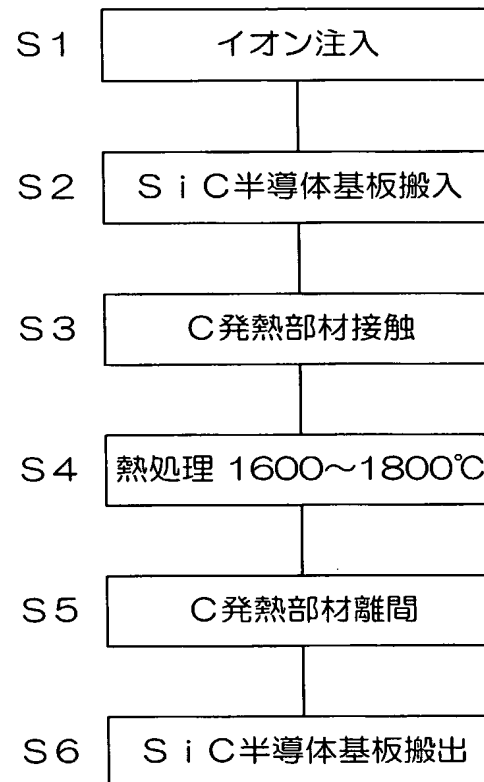 S1 イオン注入
S2 SiC半導体基板搬入
S3 C発熱部材接触
S4 熱処理 1600～1800℃
S5 C発熱部材離間
S6 SiC半導体基板搬出